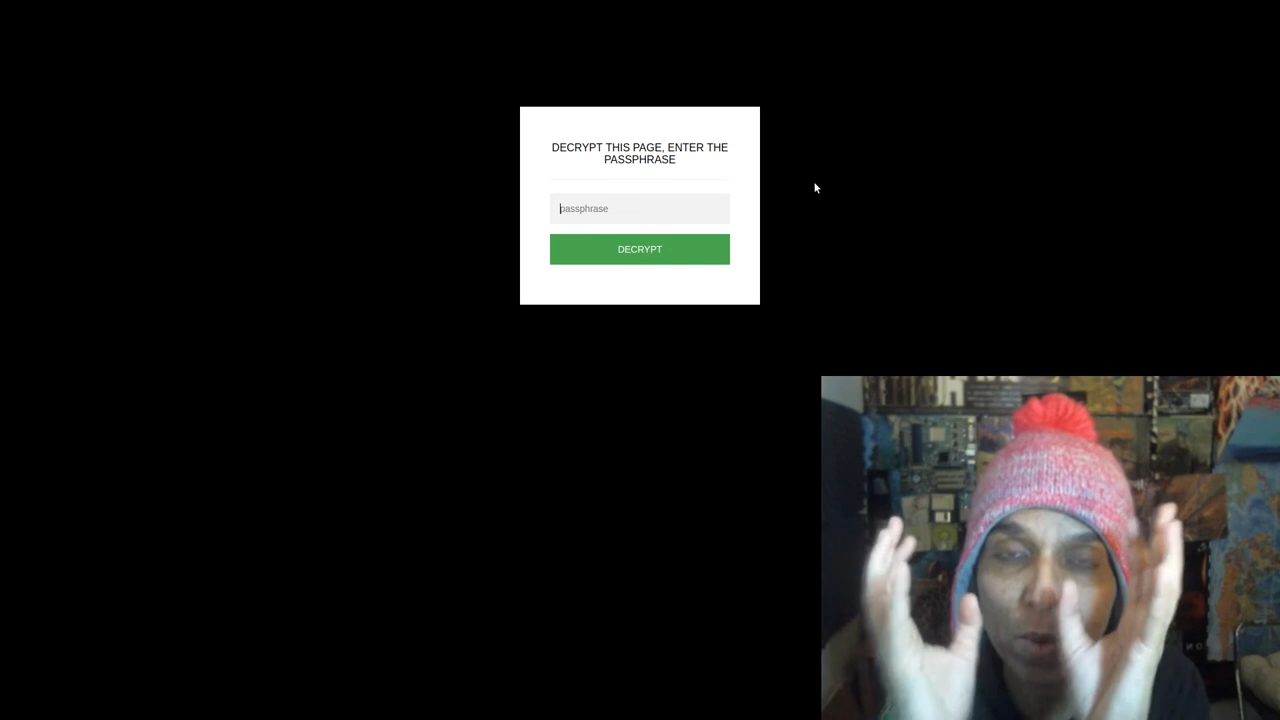 DECRYPT THIS PAGE, ENTER THE
PASSPHRASE
passphrase
DECRYPT